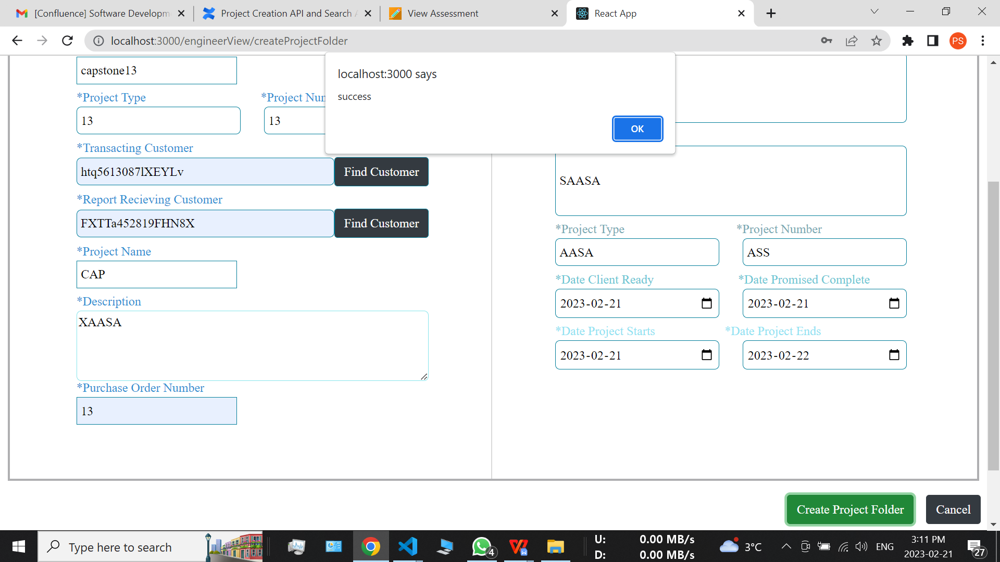 [Confluence] Software Developm
Project Creation API and Search A
View Assessment
React App
localhost:3000/engineerView/createProjectFolder
PS
localhost:3000 says
success
OK
capstone13
*Project Type
*Project Num
13
13
*Transacting Customer
htq5613087lXEYLv
Find Customer
*Report Recieving Customer
FXTTa452819FHN8X
Find Customer
*Project Name
CAP
*Description
XAASA
*Purchase Order Number
13
SAASA
*Project Type
*Project Number
AASA
ASS
*Date Client Ready
*Date Promised Complete
2023-02-21
2023-02-21
*Date Project Starts
*Date Project Ends
2023-02-21
2023-02-22
Create Project Folder
Cancel
Type here to search
4
U: 0.00 MB/s
D: 0.00 MB/s
3°C
ENG
3:11 PM
2023-02-21
27